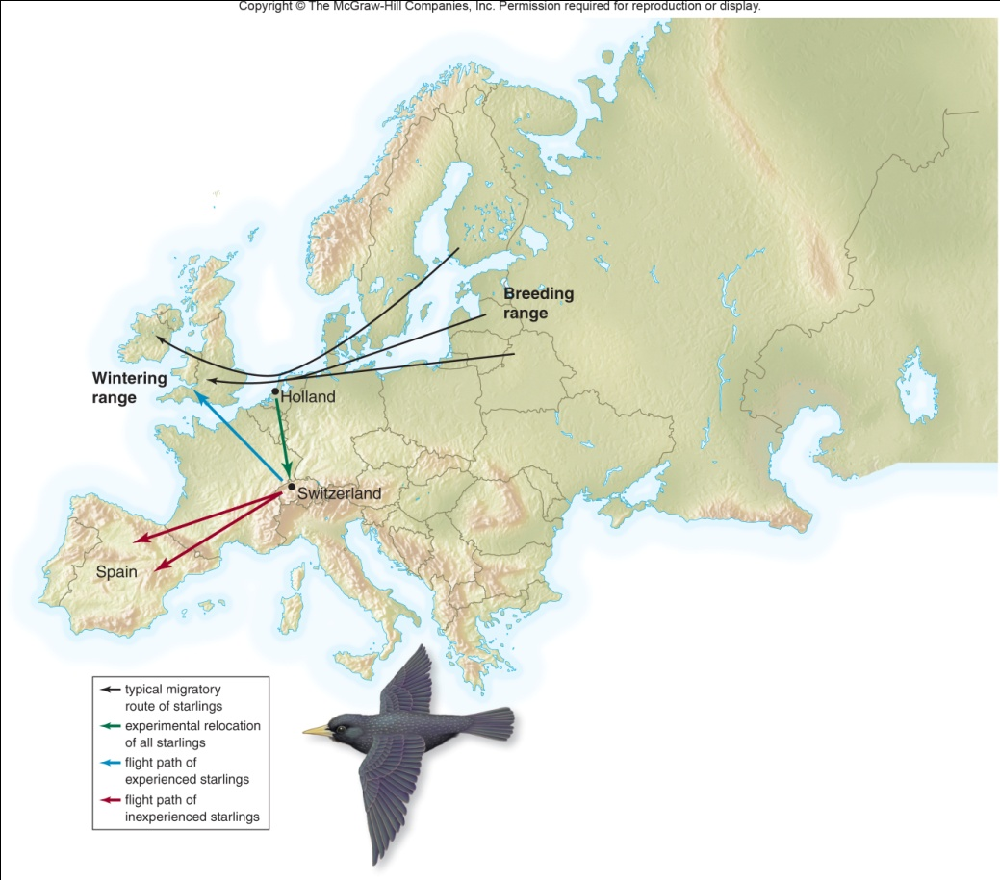 Copyright © The McGraw-Hill Companies, Inc. Permission required for reproduction or display.
Breeding
range
Wintering
range
Holland
Switzerland
Spain
typical migratory
route of starlings
experimental relocation
of all starlings
flight path of
experienced starlings
flight path of
inexperienced starlings